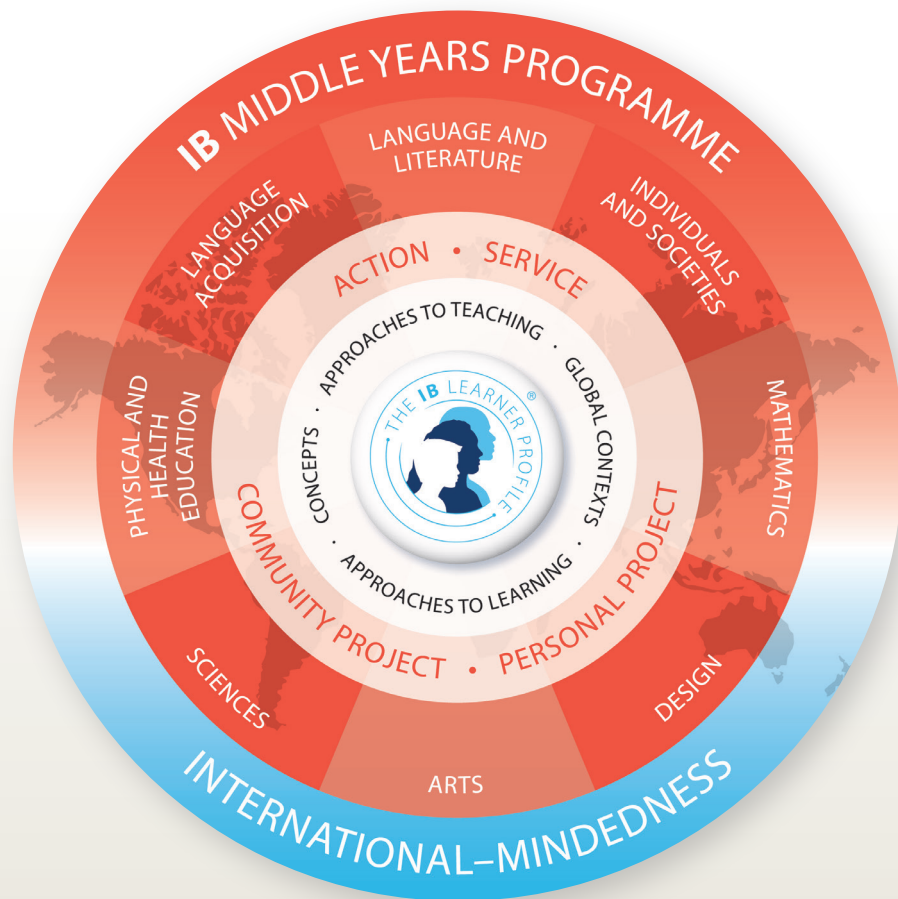 IB MIDDLE YEARS PROGRAMME
LANGUAGE AND
LITERATURE
INDIVIDUALS
AND SOCIETIES
MATHEMATICS
DESIGN
ARTS
SCIENCES
PHYSICAL AND
HEALTH
EDUCATION
LANGUAGE
ACQUISITION
ACTION • SERVICE
PERSONAL PROJECT • COMMUNITY PROJECT
APPROACHES TO TEACHING · GLOBAL CONTEXTS · APPROACHES TO LEARNING · CONCEPTS ·
• THE IB LEARNER PROFILE • ®
INTERNATIONAL–MINDEDNESS